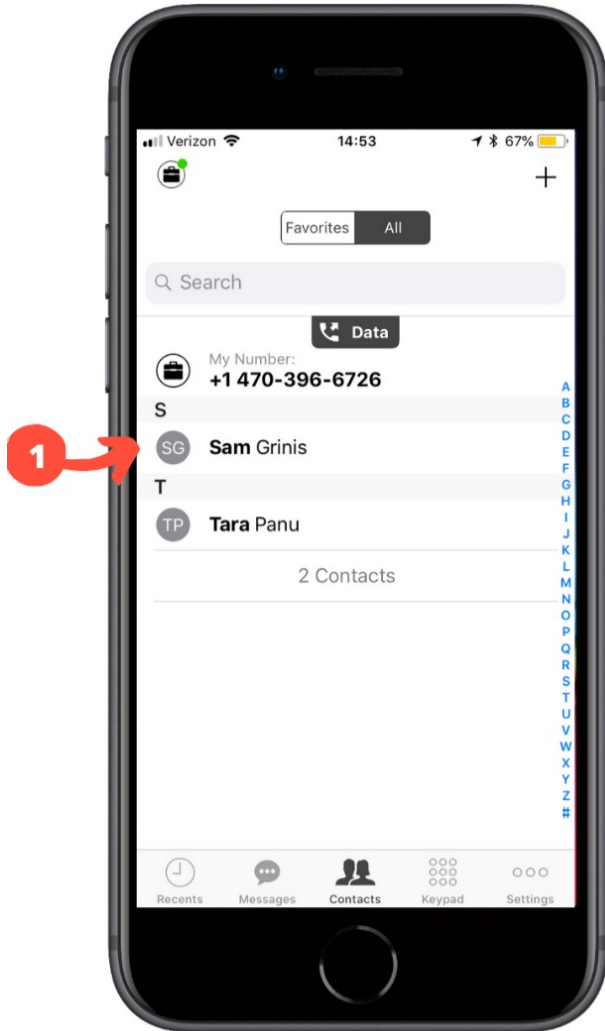 Verizon 14:53 67%
+
Favorites All
Search
Data
My Number:
+1 470-396-6726
S
1
SG Sam Grinis
T
TP Tara Panu
2 Contacts
A
B
C
D
E
F
G
H
I
J
K
L
M
N
O
P
Q
R
S
T
U
V
W
X
Y
Z
#
Recents Messages Contacts Keypad Settings